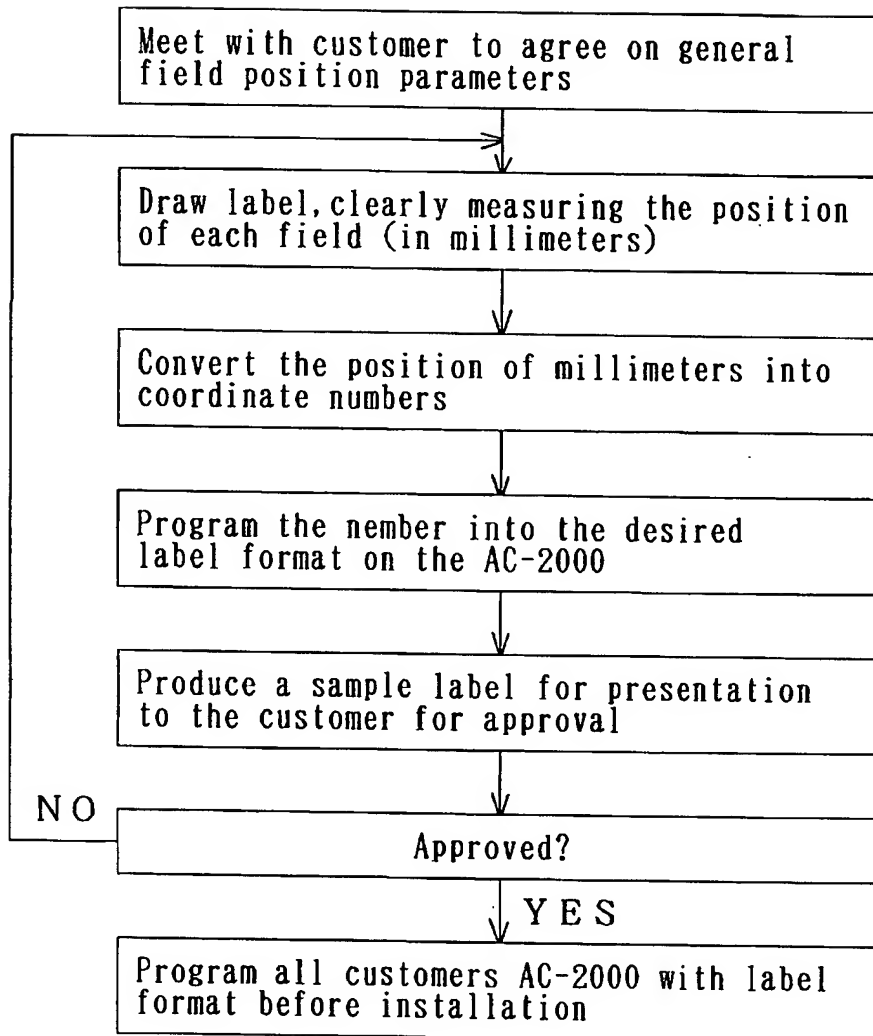 Meet with customer to agree on general
field position parameters
Draw label, clearly measuring the position
of each field (in millimeters)
Convert the position of millimeters into
coordinate numbers
Program the nember into the desired
label format on the AC-2000
Produce a sample label for presentation
to the customer for approval
NO
Approved?
YES
Program all customers AC-2000 with label
format before installation